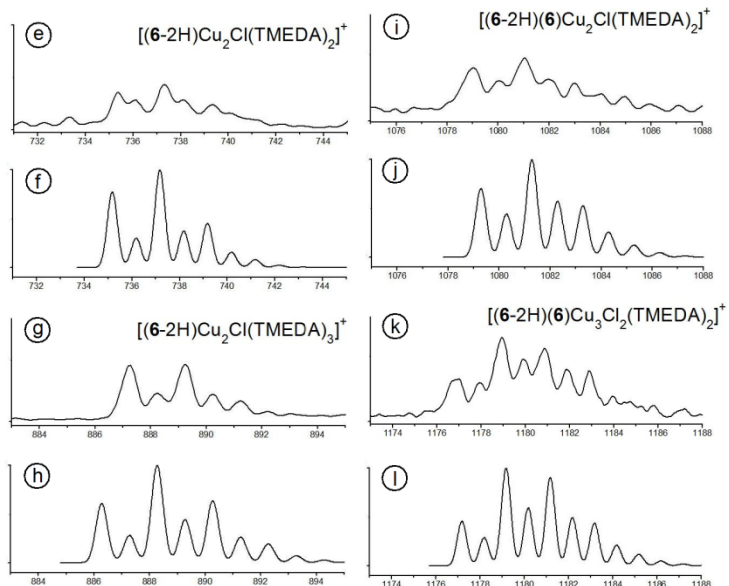 ⓔ [(6-2H)Cu₂Cl(TMEDA)₂]⁺
732 734 736 738 740 742 744
ⓕ
732 734 736 738 740 742 744
ⓖ [(6-2H)Cu₂Cl(TMEDA)₃]⁺
884 886 888 890 892 894
ⓗ
884 886 888 890 892 894
ⓘ [(6-2H)(6)Cu₂Cl(TMEDA)₂]⁺
1076 1078 1080 1082 1084 1086 1088
ⓙ
1076 1078 1080 1082 1084 1086 1088
ⓚ [(6-2H)(6)Cu₃Cl₂(TMEDA)₂]⁺
1174 1176 1178 1180 1182 1184 1186 1188
ⓛ
1174 1176 1178 1180 1182 1184 1186 1188